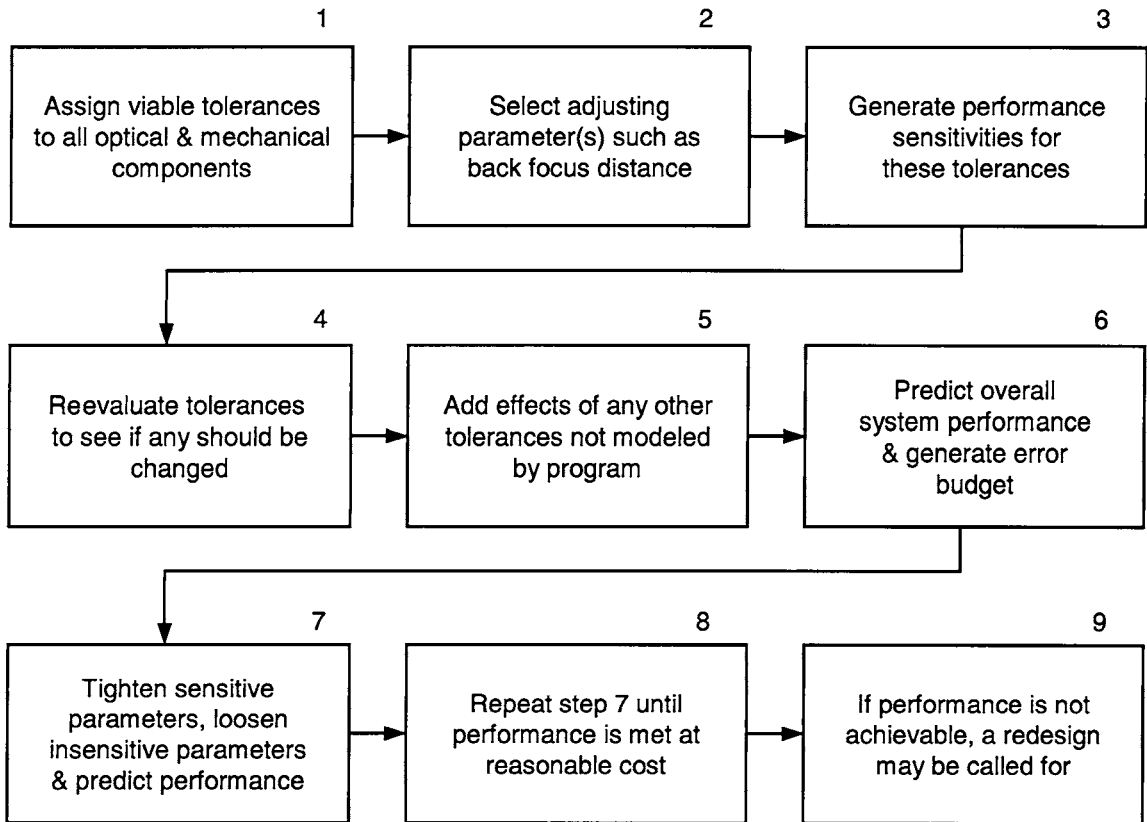 1
Assign viable tolerances
to all optical & mechanical
components
2
Select adjusting
parameter(s) such as
back focus distance
3
Generate performance
sensitivities for
these tolerances
4
Reevaluate tolerances
to see if any should be
changed
5
Add effects of any other
tolerances not modeled
by program
6
Predict overall
system performance
& generate error
budget
7
Tighten sensitive
parameters, loosen
insensitive parameters
& predict performance
8
Repeat step 7 until
performance is met at
reasonable cost
9
If performance is not
achievable, a redesign
may be called for